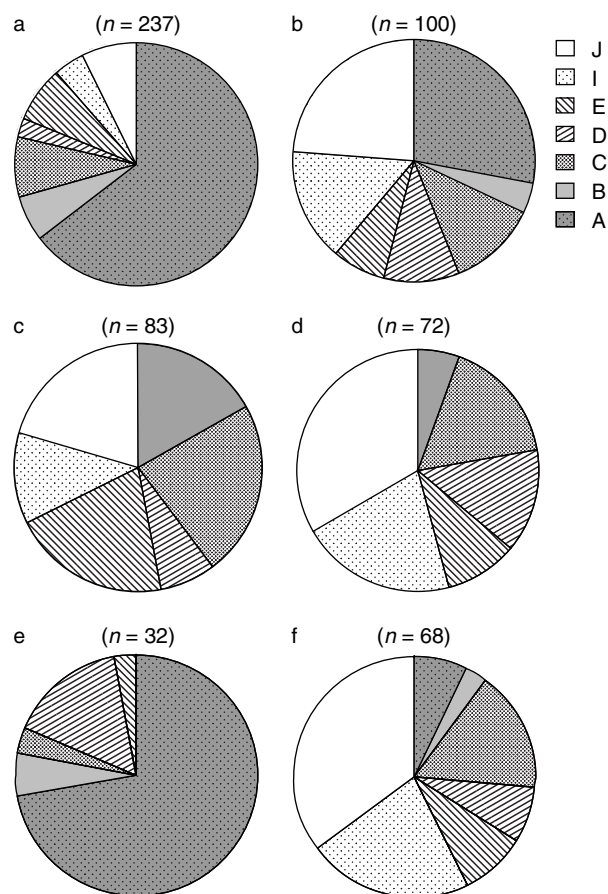 a (n = 237)
b (n = 100)
J
I
E
D
C
B
A
c (n = 83)
d (n = 72)
e (n = 32)
f (n = 68)